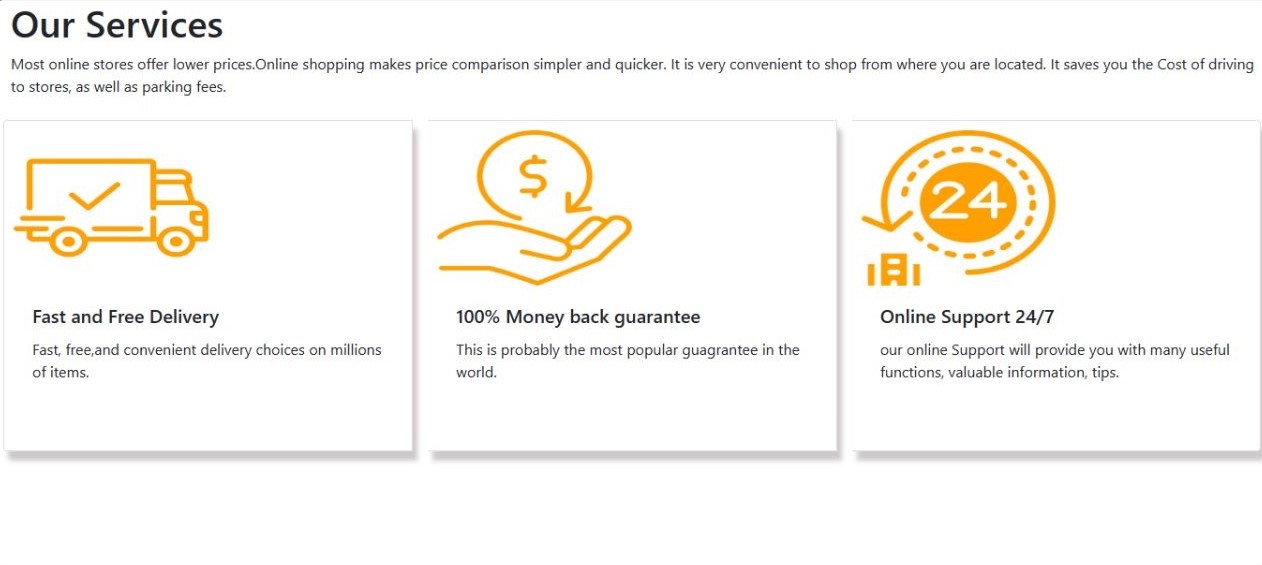 Our Services
Most online stores offer lower prices.Online shopping makes price comparison simpler and quicker. It is very convenient to shop from where you are located. It saves you the Cost of driving
to stores, as well as parking fees.
$
24
Fast and Free Delivery
Fast, free,and convenient delivery choices on millions
of items.
100% Money back guarantee
This is probably the most popular guagrantee in the
world.
Online Support 24/7
our online Support will provide you with many useful
functions, valuable information, tips.